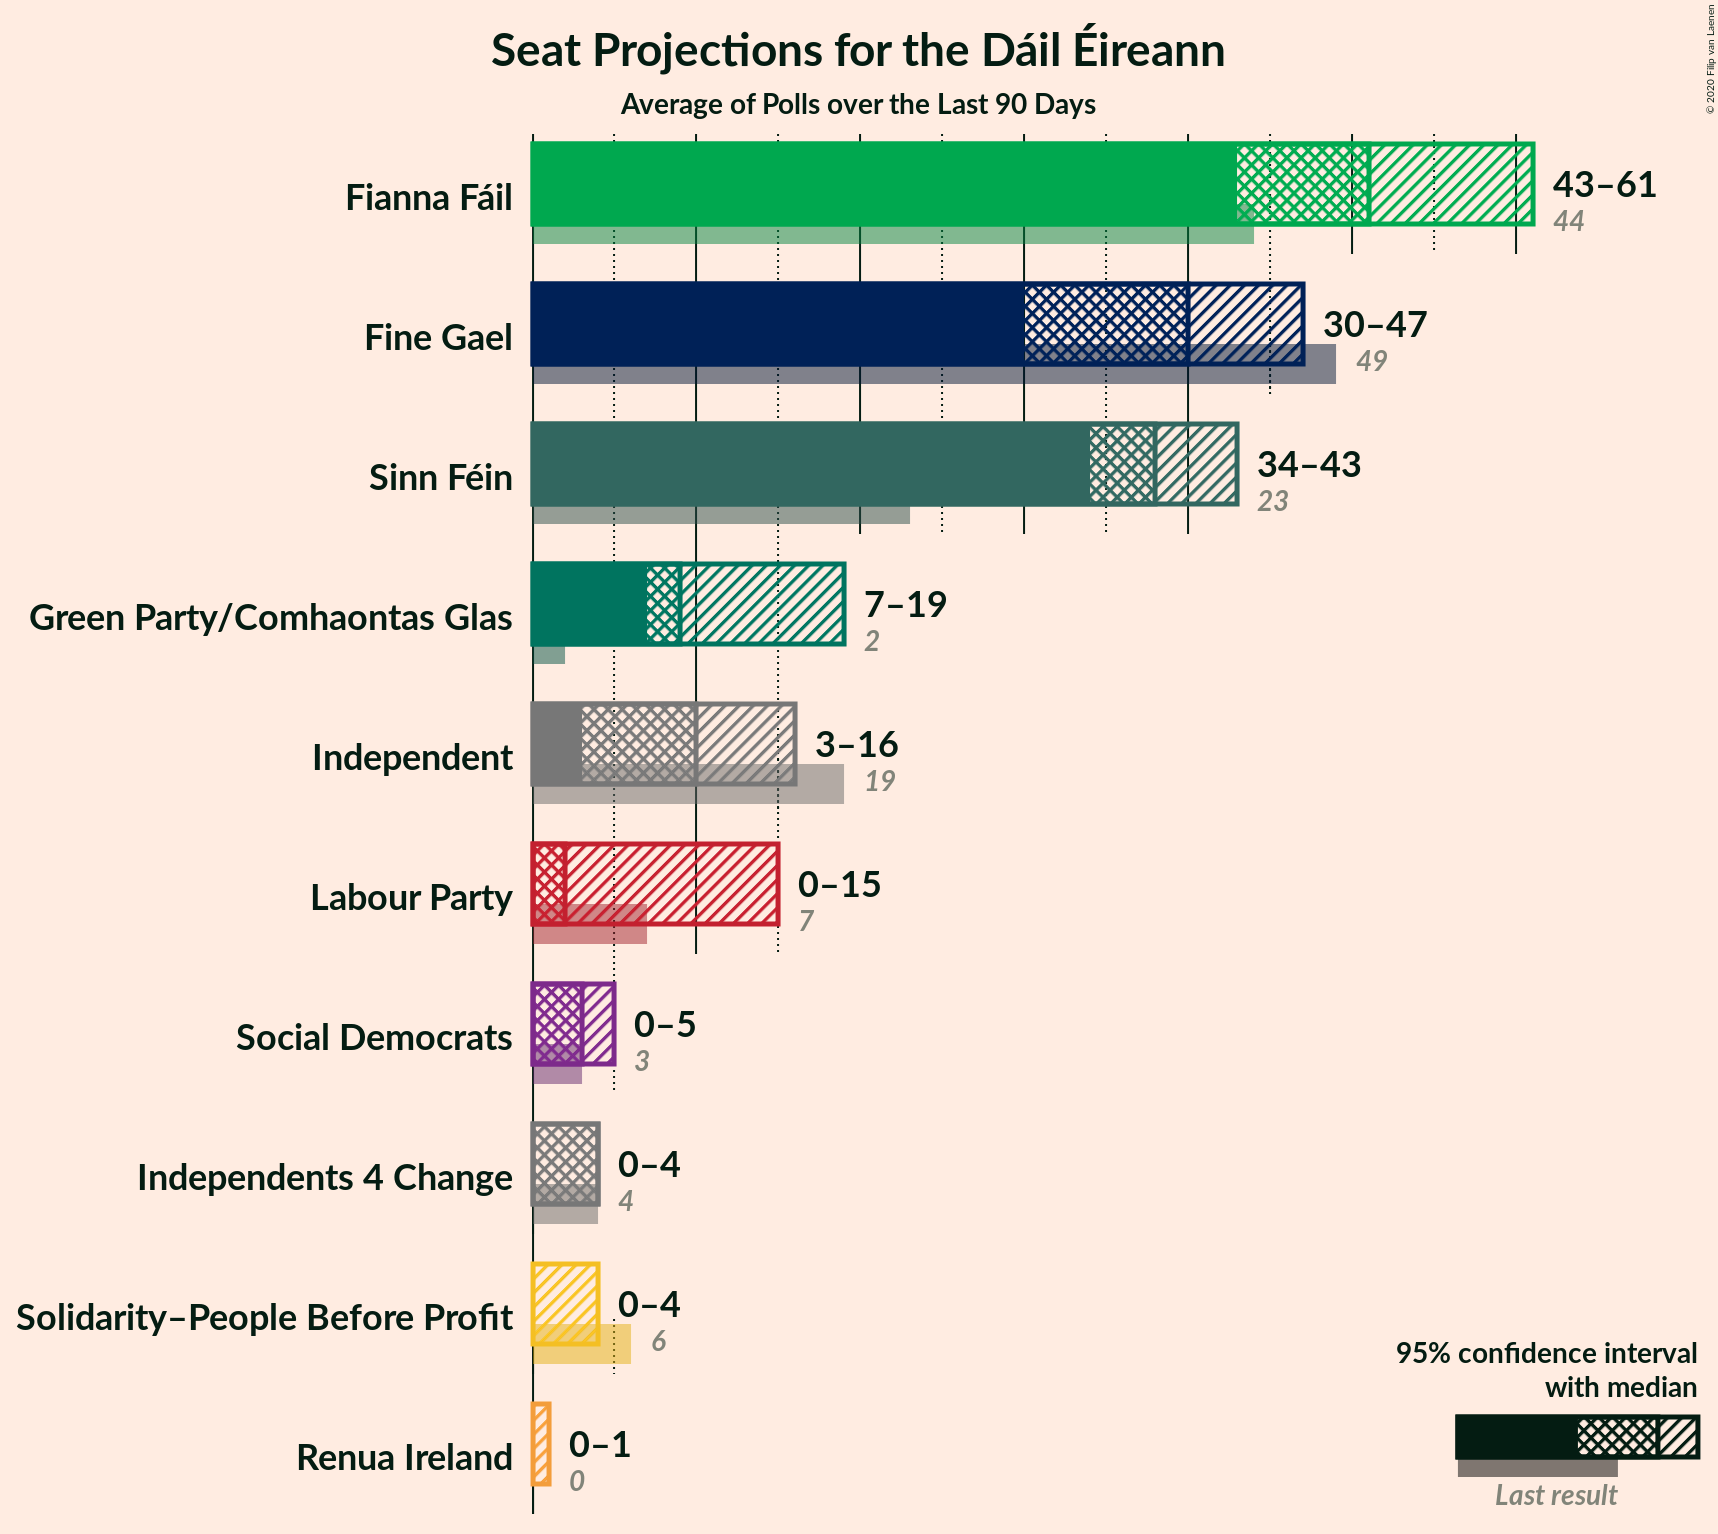 Seat Projections for the Dáil Éireann
Average of Polls over the Last 90 Days
© 2020 Filip van Laenen
Fianna Fáil
43–61
44
Fine Gael
30–47
49
Sinn Féin
34–43
23
Green Party/Comhaontas Glas
7–19
2
Independent
3–16
19
Labour Party
0–15
7
Social Democrats
0–5
3
Independents 4 Change
0–4
4
Solidarity–People Before Profit
0–4
6
Renua Ireland
0–1
0
95% confidence interval
with median
Last result